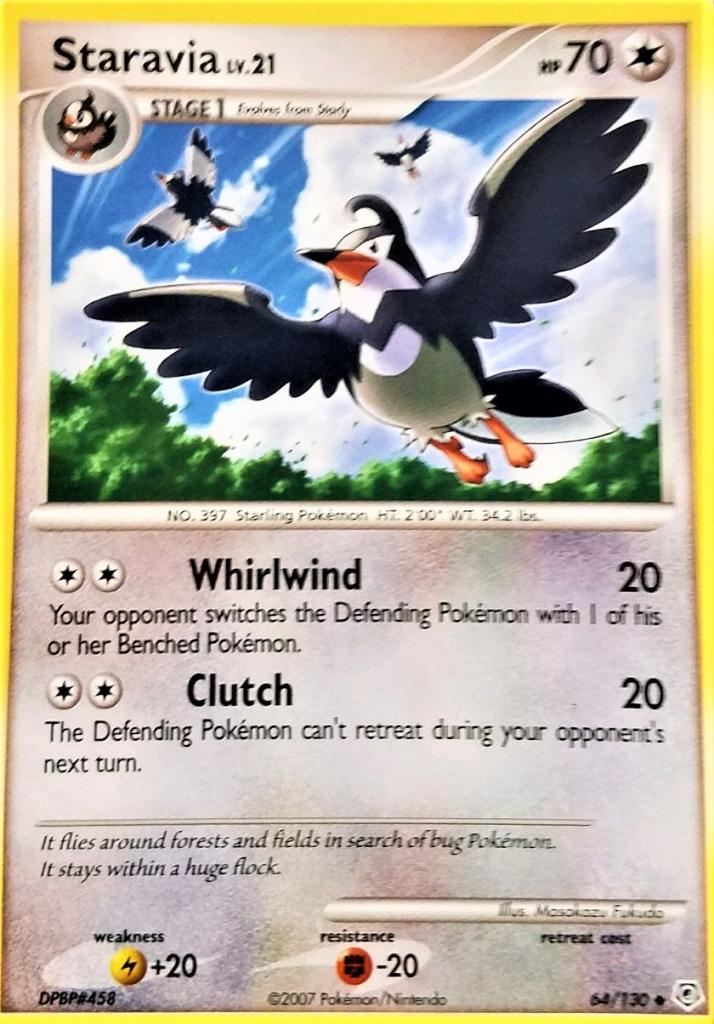 Staravia LV.21
HP 70
STAGE 1 Evolves from Starly
NO. 397 Starling Pokémon HT. 2'00" WT. 34.2 lbs.
Whirlwind 20
Your opponent switches the Defending Pokémon with 1 of his
or her Benched Pokémon.
Clutch 20
The Defending Pokémon can't retreat during your opponent's
next turn.
It flies around forests and fields in search of bug Pokémon.
It stays within a huge flock.
Illus. Masakazu Fukuda
weakness resistance retreat cost
+20 -20
DPBP#458 ©2007 Pokémon/Nintendo 64/130